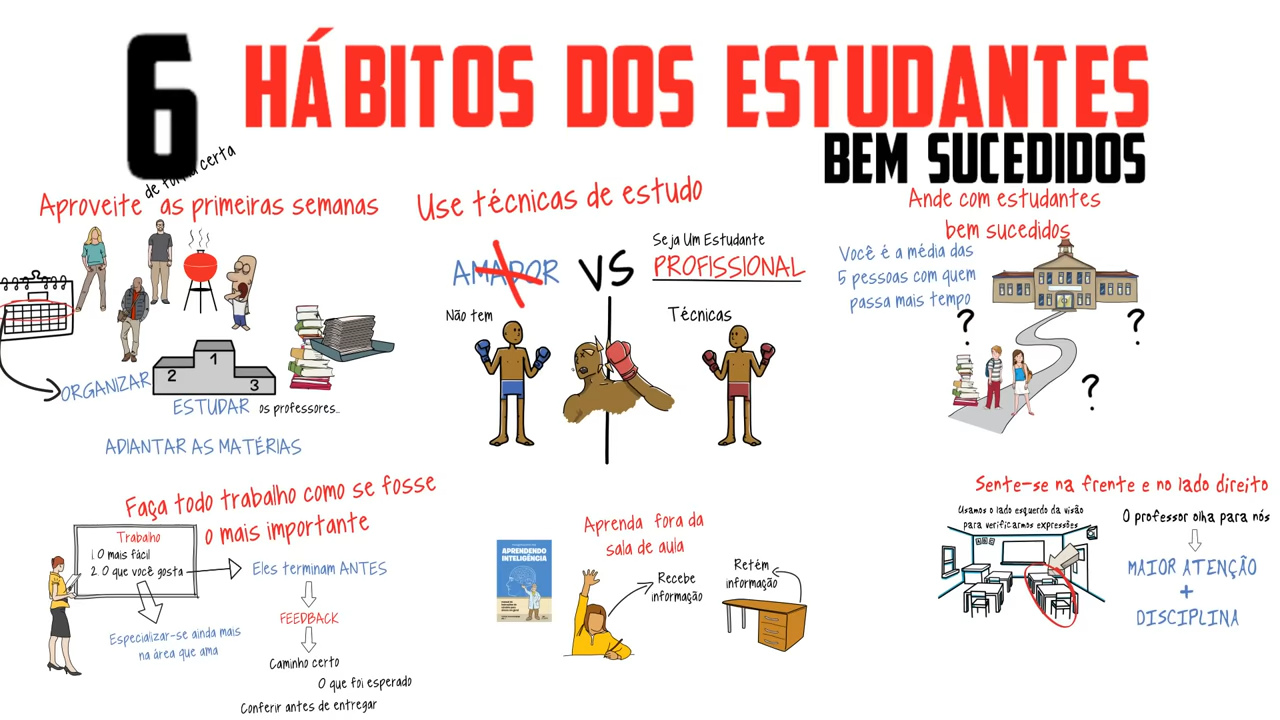 6 HÁBITOS DOS ESTUDANTES
BEM SUCEDIDOS
de forma certa
Aproveite as primeiras semanas
1
2
3
ORGANIZAR
ESTUDAR os professores...
ADIANTAR AS MATÉRIAS
Use técnicas de estudo
AMADOR
VS
Seja Um Estudante
PROFISSIONAL
Não tem
Técnicas
Ande com estudantes
bem sucedidos
Você é a média das
5 pessoas com quem
passa mais tempo
?
?
?
Faça todo trabalho como se fosse
o mais importante
Trabalho
1. O mais fácil
2. O que você gosta
Eles terminam ANTES
FEEDBACK
Especializar-se ainda mais
na área que ama
Caminho certo
O que foi esperado
Conferir antes de entregar
Aprenda fora da
sala de aula
APRENDENDO
INTELIGÊNCIA
Recebe
informação
Retém
informação
Sente-se na frente e no lado direito
Usamos o lado esquerdo da visão
para verificarmos expressões
O professor olha para nós
MAIOR ATENÇÃO
+
DISCIPLINA